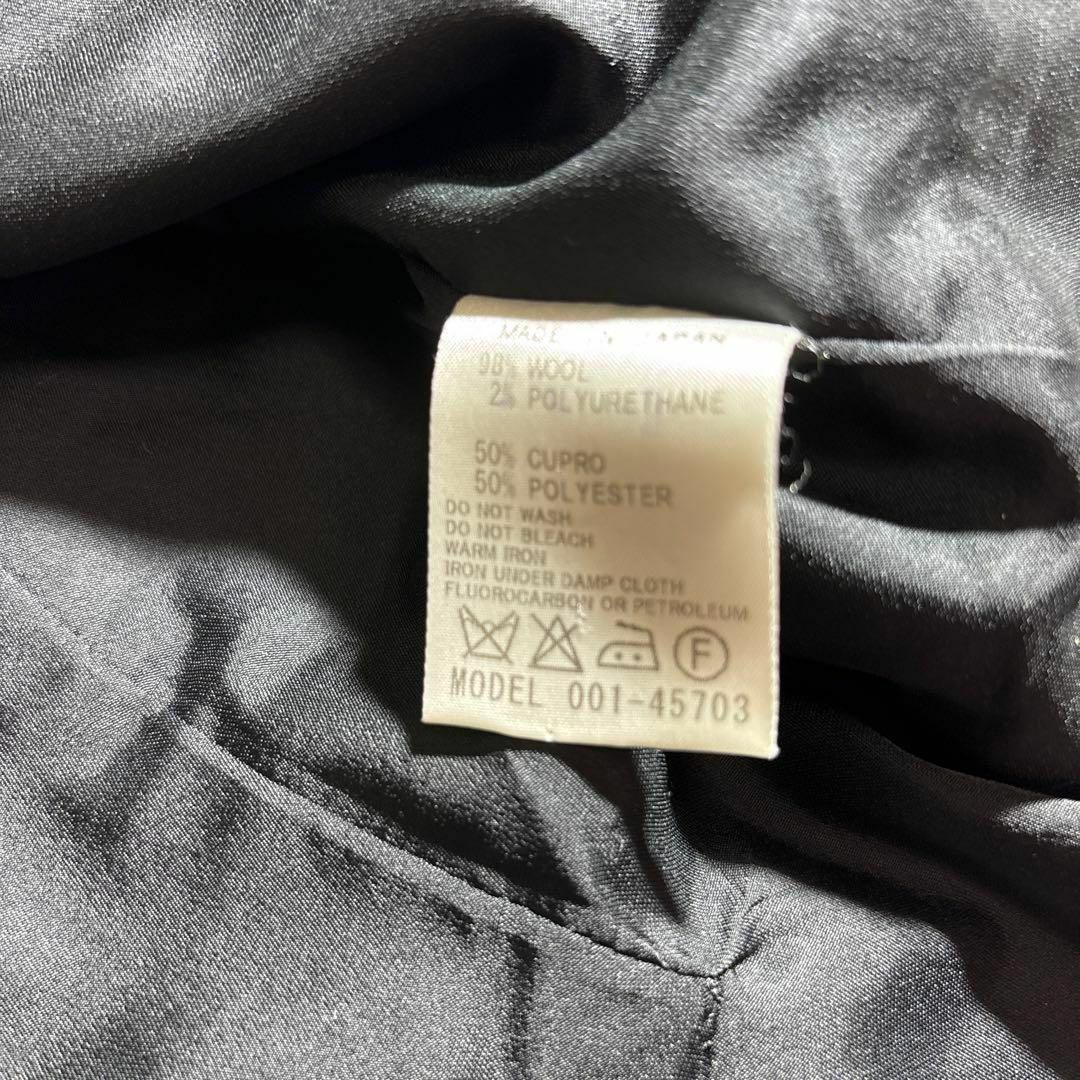 MADE IN JAPAN
98% WOOL
2% POLYURETHANE
50% CUPRO
50% POLYESTER
DO NOT WASH
DO NOT BLEACH
WARM IRON
IRON UNDER DAMP CLOTH
FLUOROCARBON OR PETROLEUM
F
MODEL 001-45703